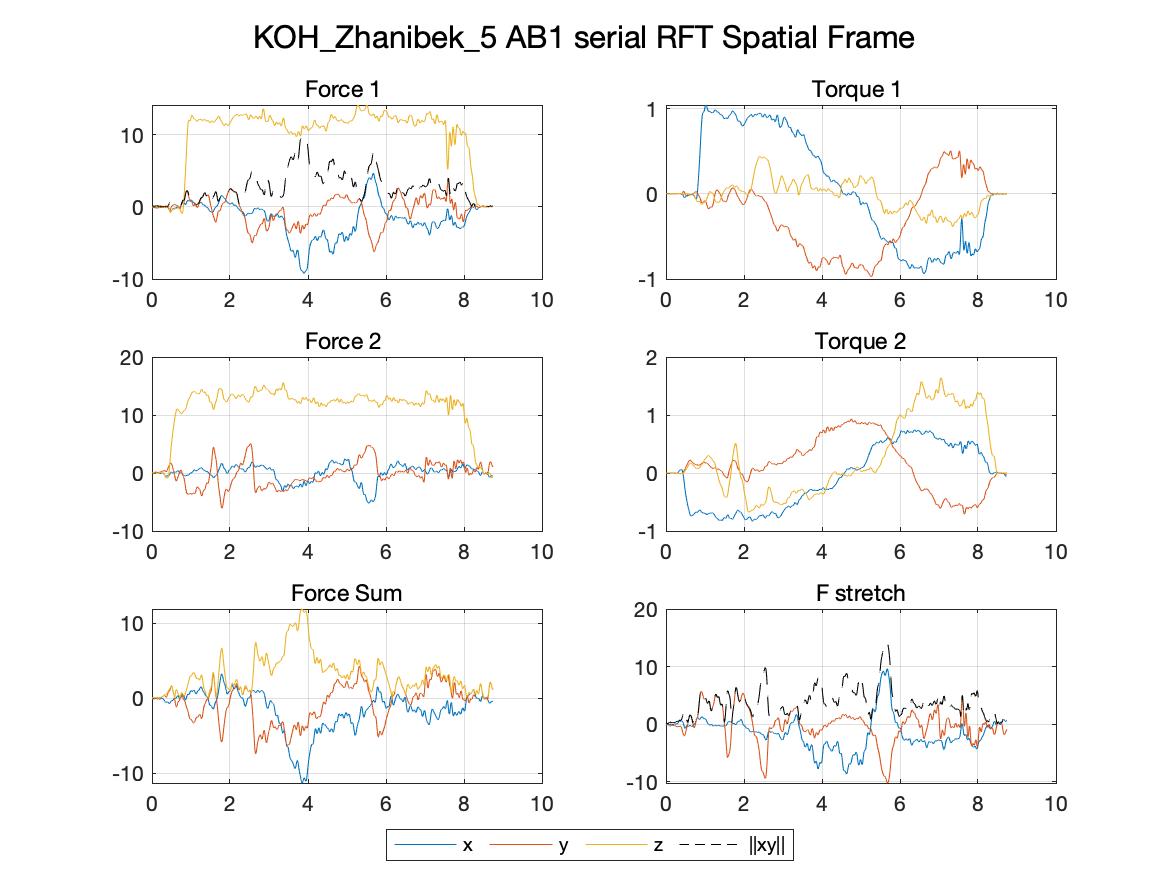 KOH_Zhanibek_5 AB1 serial RFT Spatial Frame
Force 1
10
0
-10
0 2 4 6 8 10
Torque 1
1
0
-1
0 2 4 6 8 10
Force 2
20
10
0
-10
0 2 4 6 8 10
Torque 2
2
1
0
-1
0 2 4 6 8 10
Force Sum
10
0
-10
0 2 4 6 8 10
F stretch
20
10
0
-10
0 2 4 6 8 10
x y z ||xy||